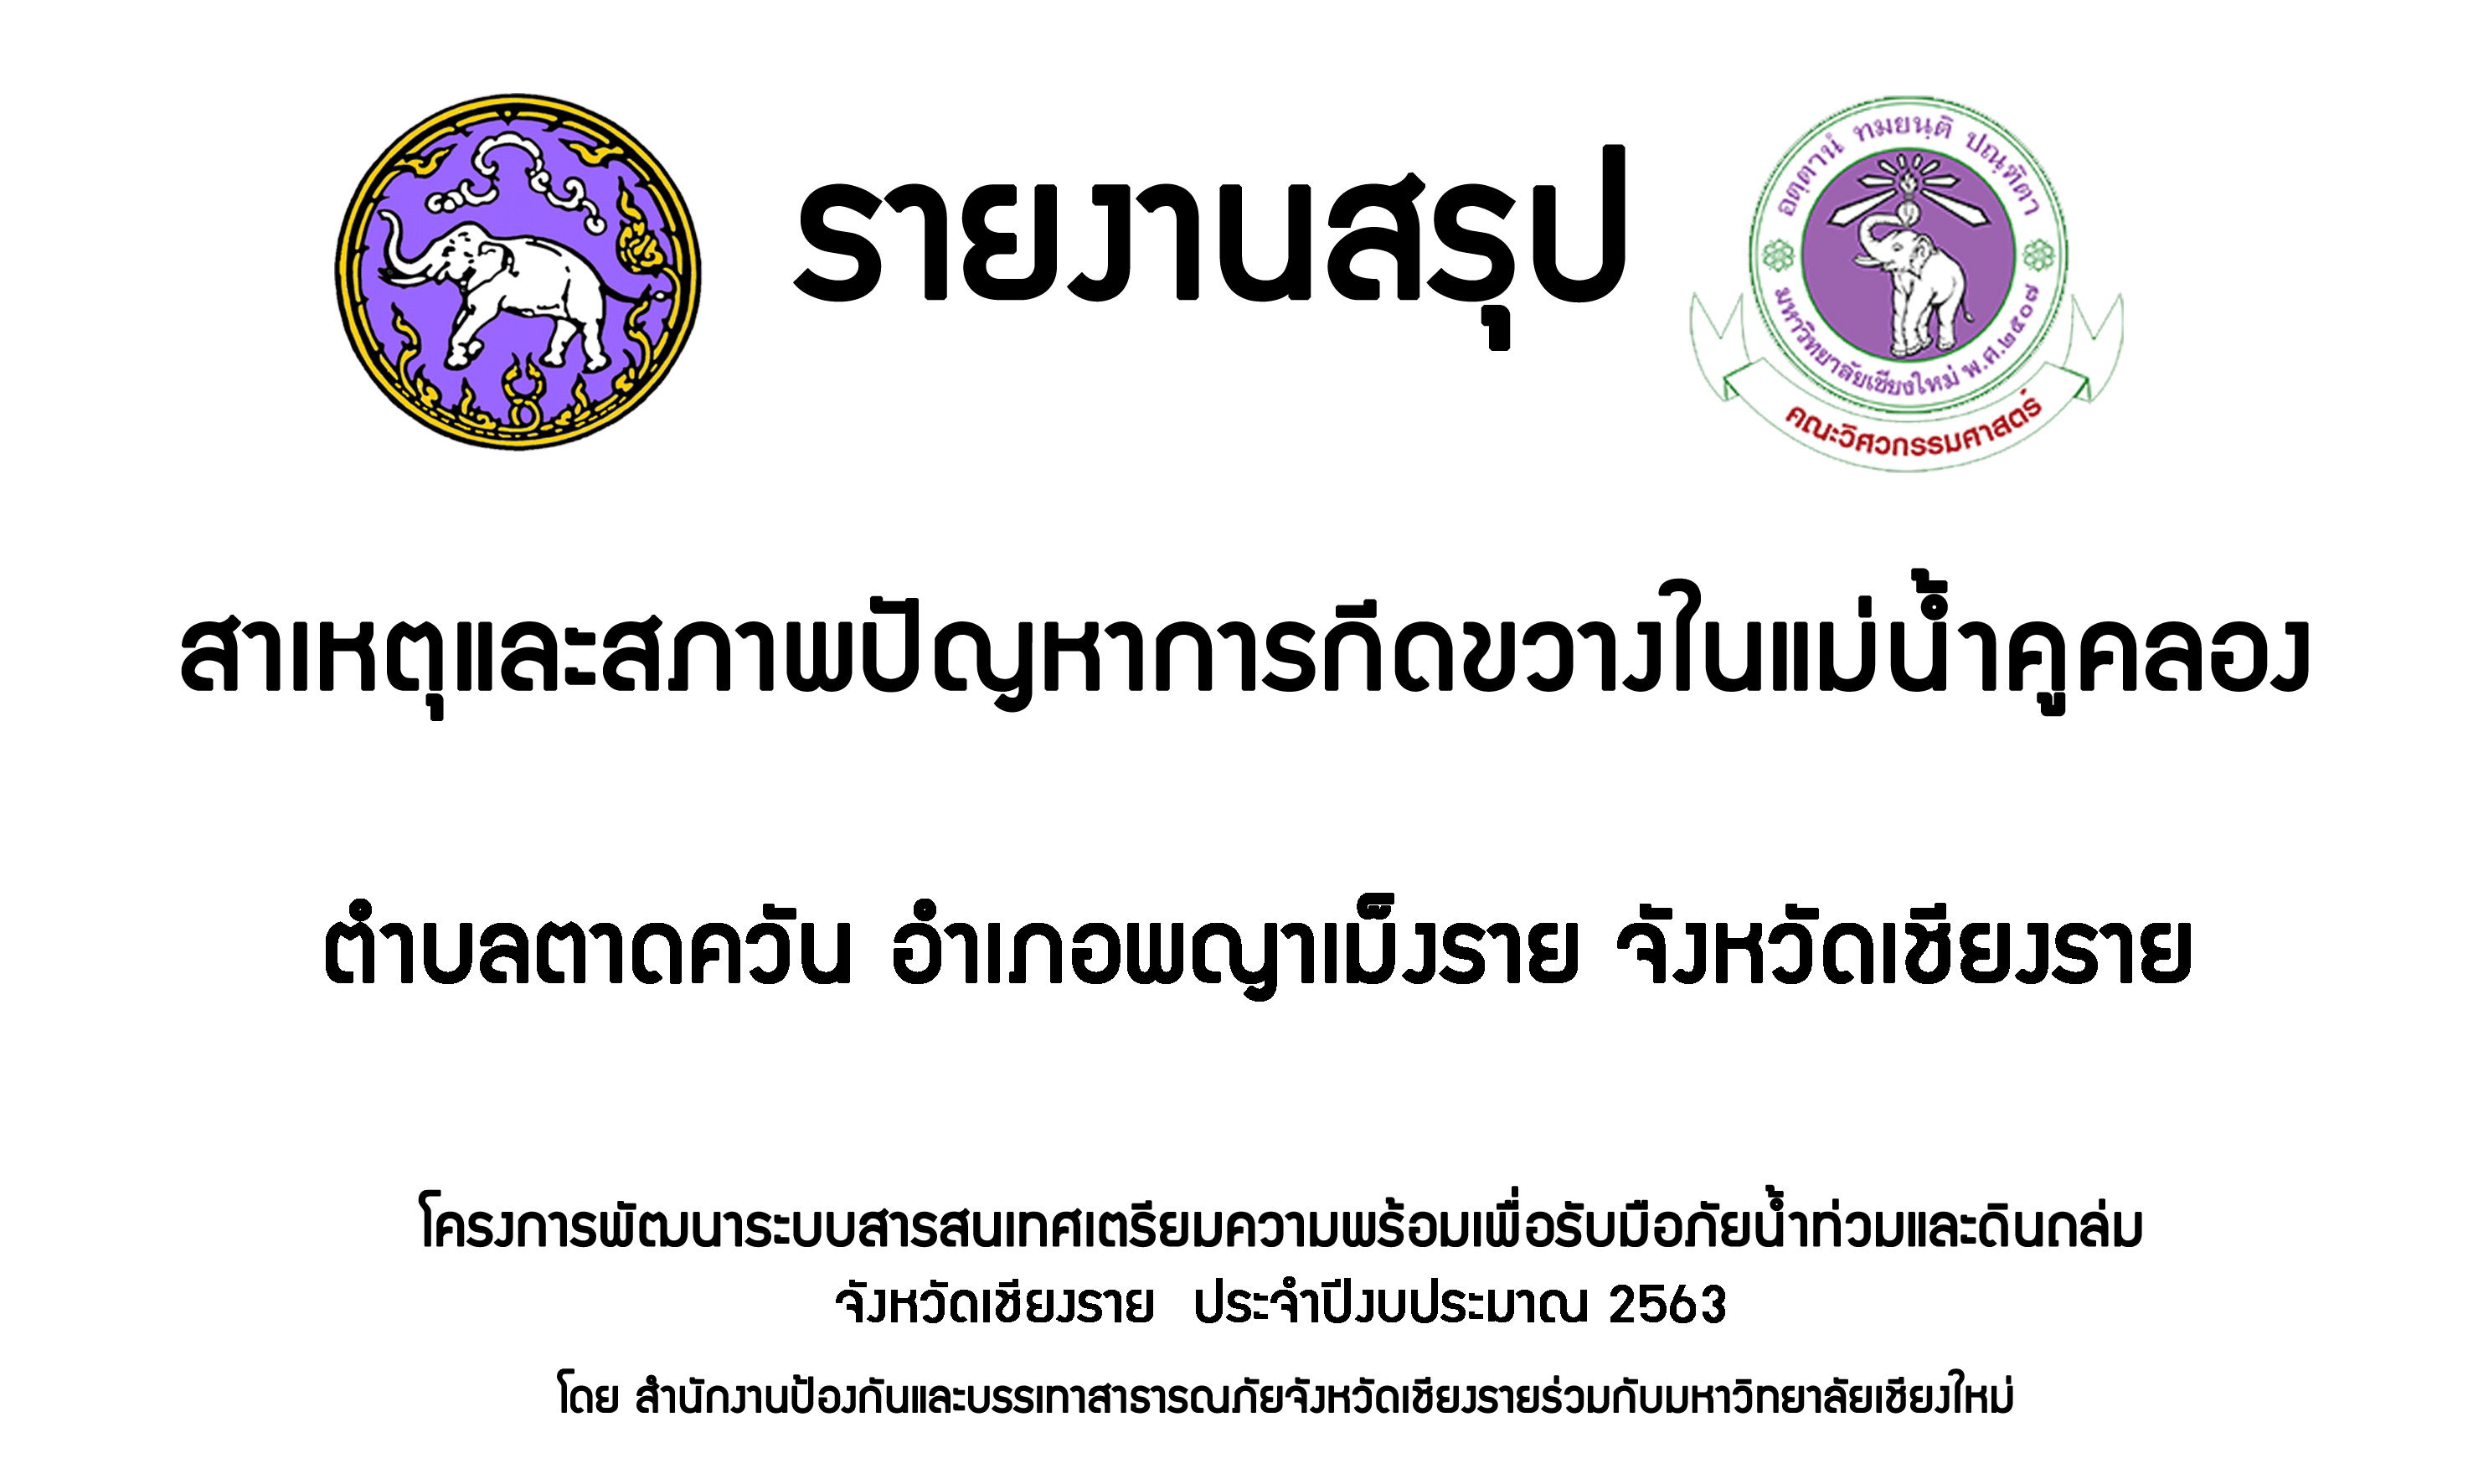 รายงานสรุป
อตฺตานํ ทมยนฺติ ปณฺฑิตา
มหาวิทยาลัยเชียงใหม่ พ.ศ.๒๕๐๗
คณะวิศวกรรมศาสตร์
สาเหตุและสภาพปัญหาการกีดขวางในแม่น้ำคูคลอง
ตำบลตาดควัน อำเภอพญาเม็งราย จังหวัดเชียงราย
โครงการพัฒนาระบบสารสนเทศเตรียมความพร้อมเพื่อรับมือภัยน้ำท่วมและดินถล่ม
จังหวัดเชียงราย ประจำปีงบประมาณ 2563
โดย สำนักงานป้องกันและบรรเทาสาธารณภัยจังหวัดเชียงรายร่วมกับมหาวิทยาลัยเชียงใหม่